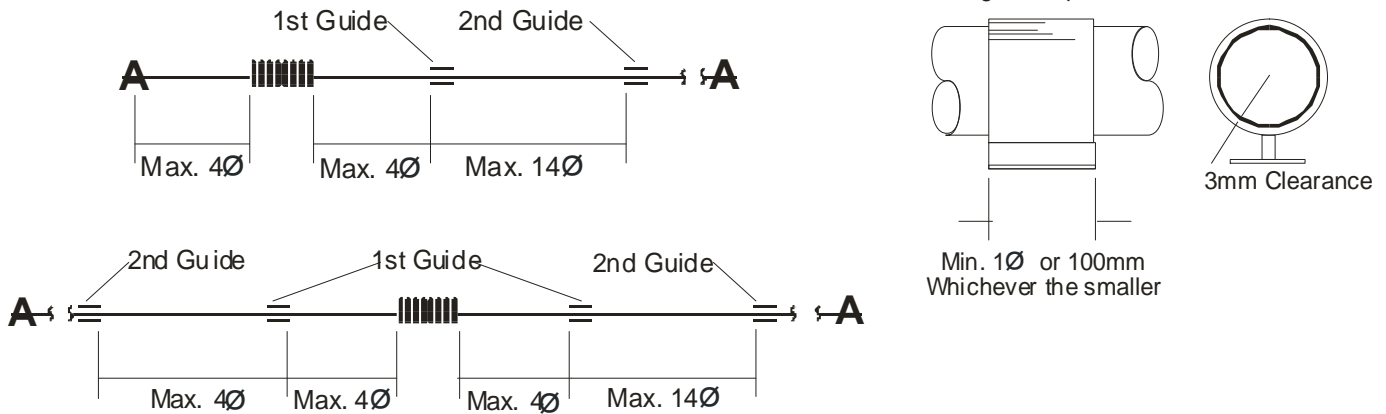 1st Guide
2nd Guide
A
A
Max. 4Ø
Max. 4Ø
Max. 14Ø
3mm Clearance
Min. 1Ø or 100mm
Whichever the smaller
2nd Guide
1st Guide
2nd Guide
A
A
Max. 4Ø
Max. 4Ø
Max. 4Ø
Max. 14Ø